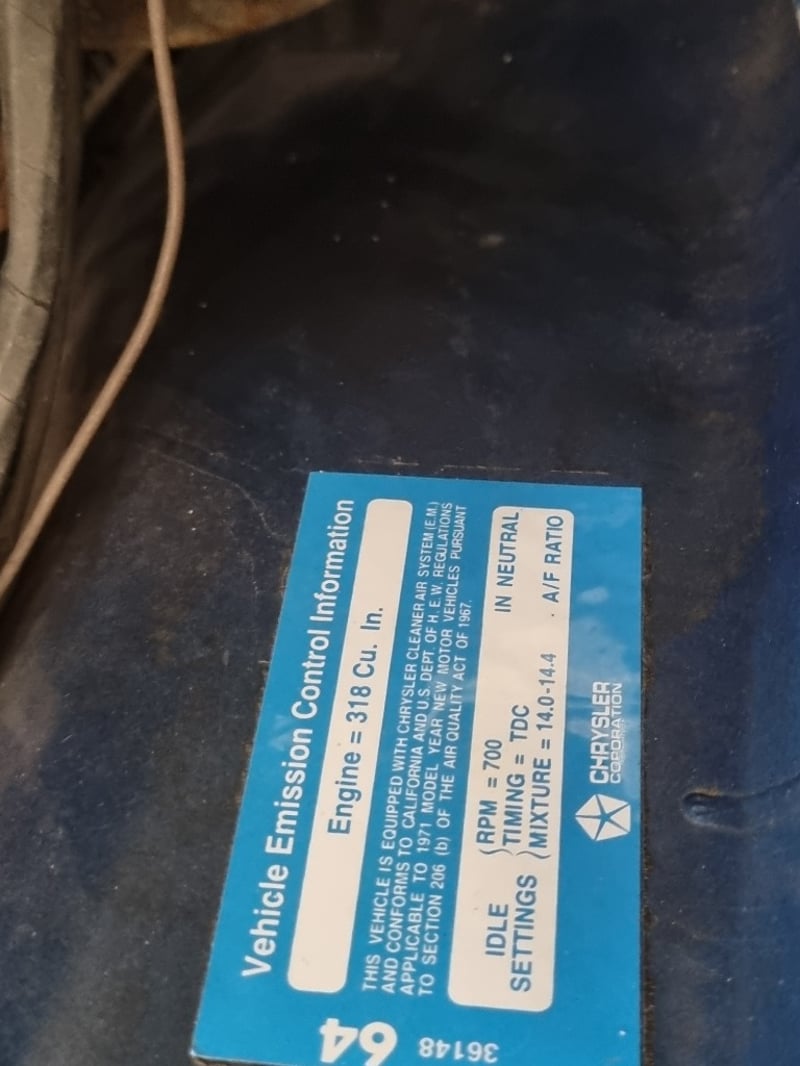 Vehicle Emission Control Information
Engine = 318 Cu. In.
THIS VEHICLE IS EQUIPPED WITH CHRYSLER CLEANER AIR SYSTEM (E.M.)
AND CONFORMS TO CALIFORNIA AND U.S. DEPT. OF H.E.W. REGULATIONS
APPLICABLE TO 1971 MODEL YEAR NEW MOTOR VEHICLES PURSUANT
TO SECTION 206 (b) OF THE AIR QUALITY ACT OF 1967.
IDLE SETTINGS
RPM = 700 IN NEUTRAL
TIMING = TDC
MIXTURE = 14.0-14.4 A/F RATIO
CHRYSLER
COPORATION
64
36148